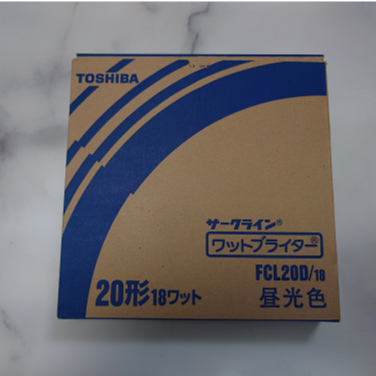 TOSHIBA
サークライン®
ワットブライター®
FCL20D/18
20形 18ワット
昼光色